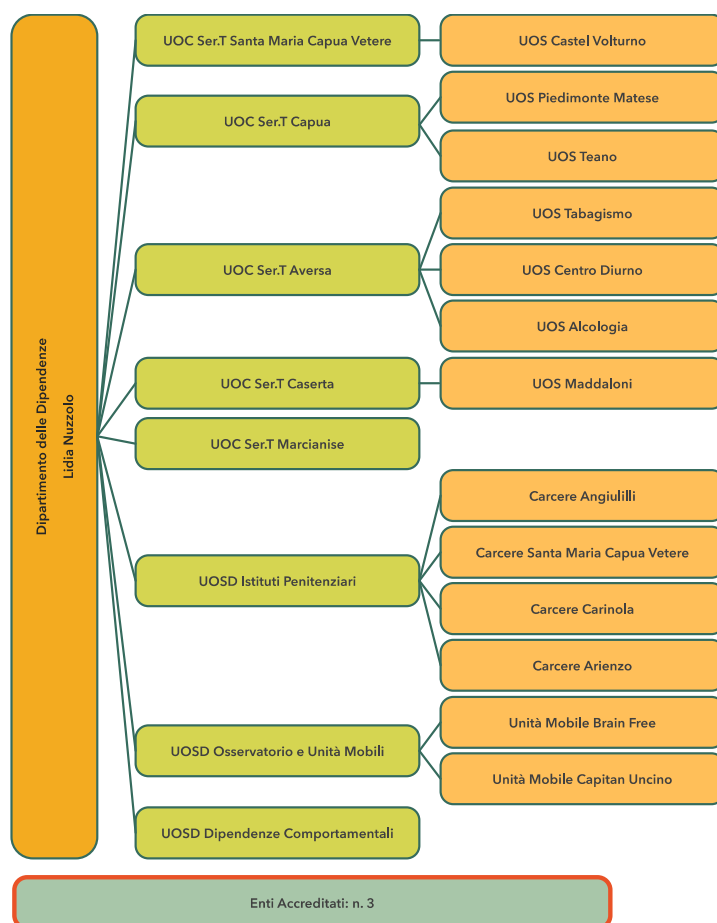 Dipartimento delle Dipendenze
Lidia Nuzzolo
UOC Ser.T Santa Maria Capua Vetere
UOS Castel Volturno
UOC Ser.T Capua
UOS Piedimonte Matese
UOS Teano
UOC Ser.T Aversa
UOS Tabagismo
UOS Centro Diurno
UOS Alcologia
UOC Ser.T Caserta
UOS Maddaloni
UOC Ser.T Marcianise
UOSD Istituti Penitenziari
Carcere Angiulilli
Carcere Santa Maria Capua Vetere
Carcere Carinola
Carcere Arienzo
UOSD Osservatorio e Unità Mobili
Unità Mobile Brain Free
Unità Mobile Capitan Uncino
UOSD Dipendenze Comportamentali
Enti Accreditati: n. 3